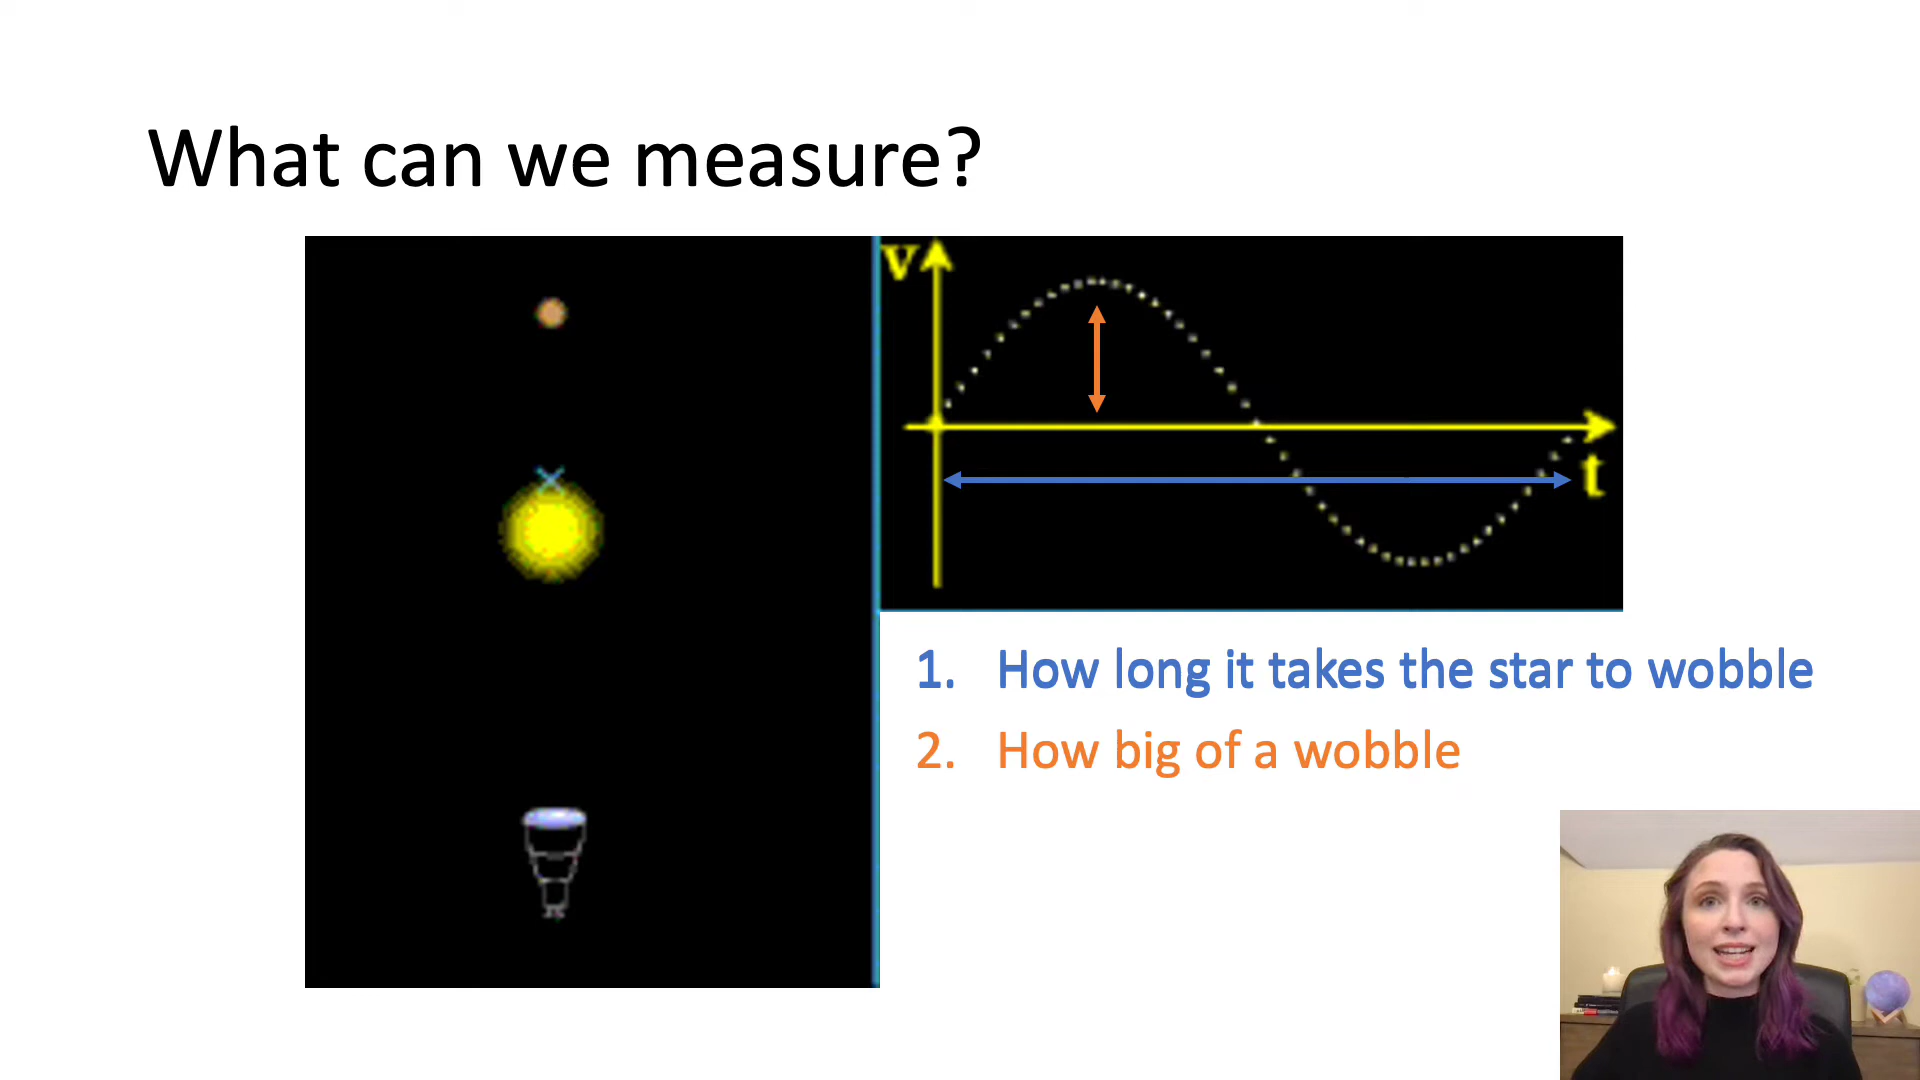 What can we measure?
v
t
1. How long it takes the star to wobble
2. How big of a wobble